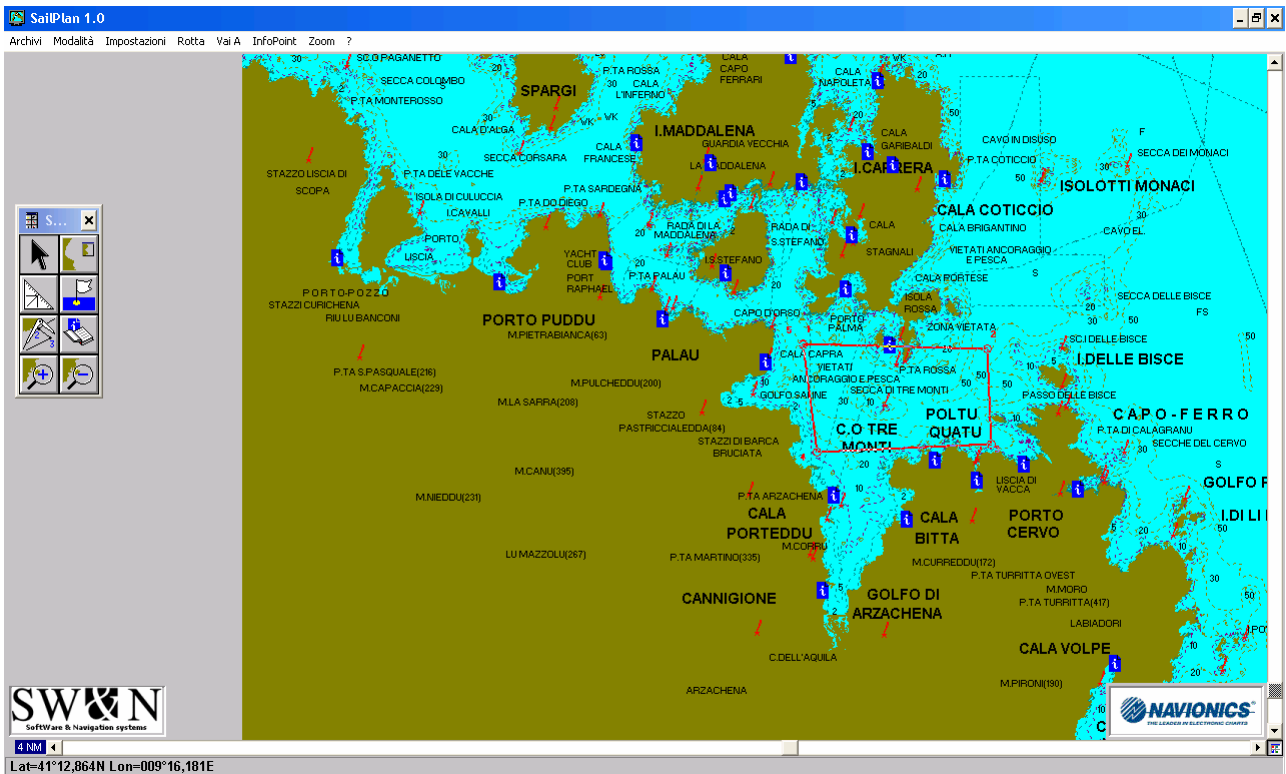 SailPlan 1.0
Archivi Modalità Impostazioni Rotta Vai A InfoPoint Zoom ?
SC.O PAGANETTO
SECCA COLOMBO
P.TA MONTEROSSO
SPARGI
P.TA ROSSA
CALA
L'INFERNO
CALA
CAPO
FERRARI
CALA
NAPOLETA
WK
CALA D'ALGA
WK
WK
SECCA CORSARA
CALA
FRANCESE
I.MADDALENA
GUARDIA VECCHIA
LA MADDALENA
CALA
GARIBALDI
I.CAPRERA
CAVO IN DISUSO
P.TA COTICCIO
F
SECCA DEI MONACI
ISOLOTTI MONACI
STAZZO LISCIA DI
SCOPA
P.TA DELE VACCHE
ISOLA DI CULUCCIA
I.CAVALLI
P.TA SARDEGNA
P.TA DO DIEGO
PORTO
LISCIA
S...
RADA DI LA
MADDALENA
RADA DI
S.STEFANO
CALA
STAGNALI
CALA COTICCIO
CALA BRIGANTINO
CAVO EL.
VIETATI ANCORAGGIO
E PESCA
YACHT
CLUB
PORT
RAPHAEL
I.S.STEFANO
P.TA PALAU
CALA PORTESE
S
PORTO-POZZO
STAZZI CURICHENA
RIU LU BANCONI
ISOLA
ROSSA
SECCA DELLE BISCE
FS
PORTO PUDDU
M.PIETRABIANCA(63)
CAPO D'ORSO
PORTO
PALMA
ZONA VIETATA
SC.I DELLE BISCE
I.DELLE BISCE
PALAU
CALA CAPRA
VIETATI
ANCORAGGIO E PESCA
P.TA ROSSA
SECCA DI TRE MONTI
PASSO DELLE BISCE
P.TA S.PASQUALE(216)
M.CAPACCIA(229)
M.PULCHEDDU(200)
GOLFO SALINE
M.LA SARRA(208)
STAZZO
PASTRICCIALEDDA(84)
STAZZI DI BARCA
BRUCIATA
C.O TRE
MONTI
POLTU
QUATU
CAPO-FERRO
P.TA DI CALAGRANU
SECCHE DEL CERVO
S
M.CANU(395)
M.NIEDDU(231)
P.TA ARZACHENA
LISCIA DI
VACCA
GOLFO
CALA
PORTEDDU
CALA
BITTA
PORTO
CERVO
I.DI LI
M.CORRU
LU MAZZOLU(267)
P.TA MARTINO(335)
M.CURREDDU(172)
P.TA TURRITTA OVEST
M.MORO
P.TA TURRITTA(417)
CANNIGIONE
GOLFO DI
ARZACHENA
LABIADORI
CALA VOLPE
C.DELL'AQUILA
M.PIRONI(190)
ARZACHENA
SW&N
SoftWare & Navigation systems
NAVIONICS
THE LEADER IN ELECTRONIC CHARTS
4 NM
Lat=41°12,864N Lon=009°16,181E